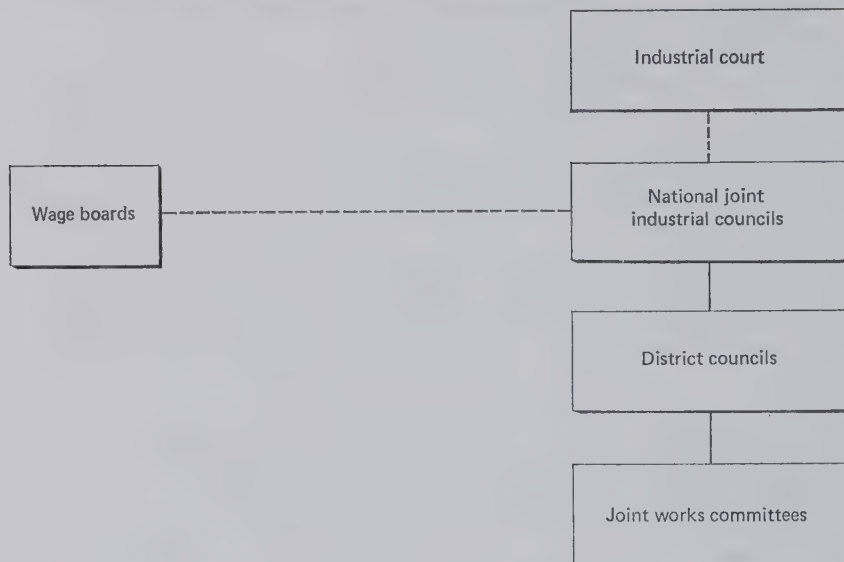 Industrial court
Wage boards
National joint
industrial councils
District councils
Joint works committees